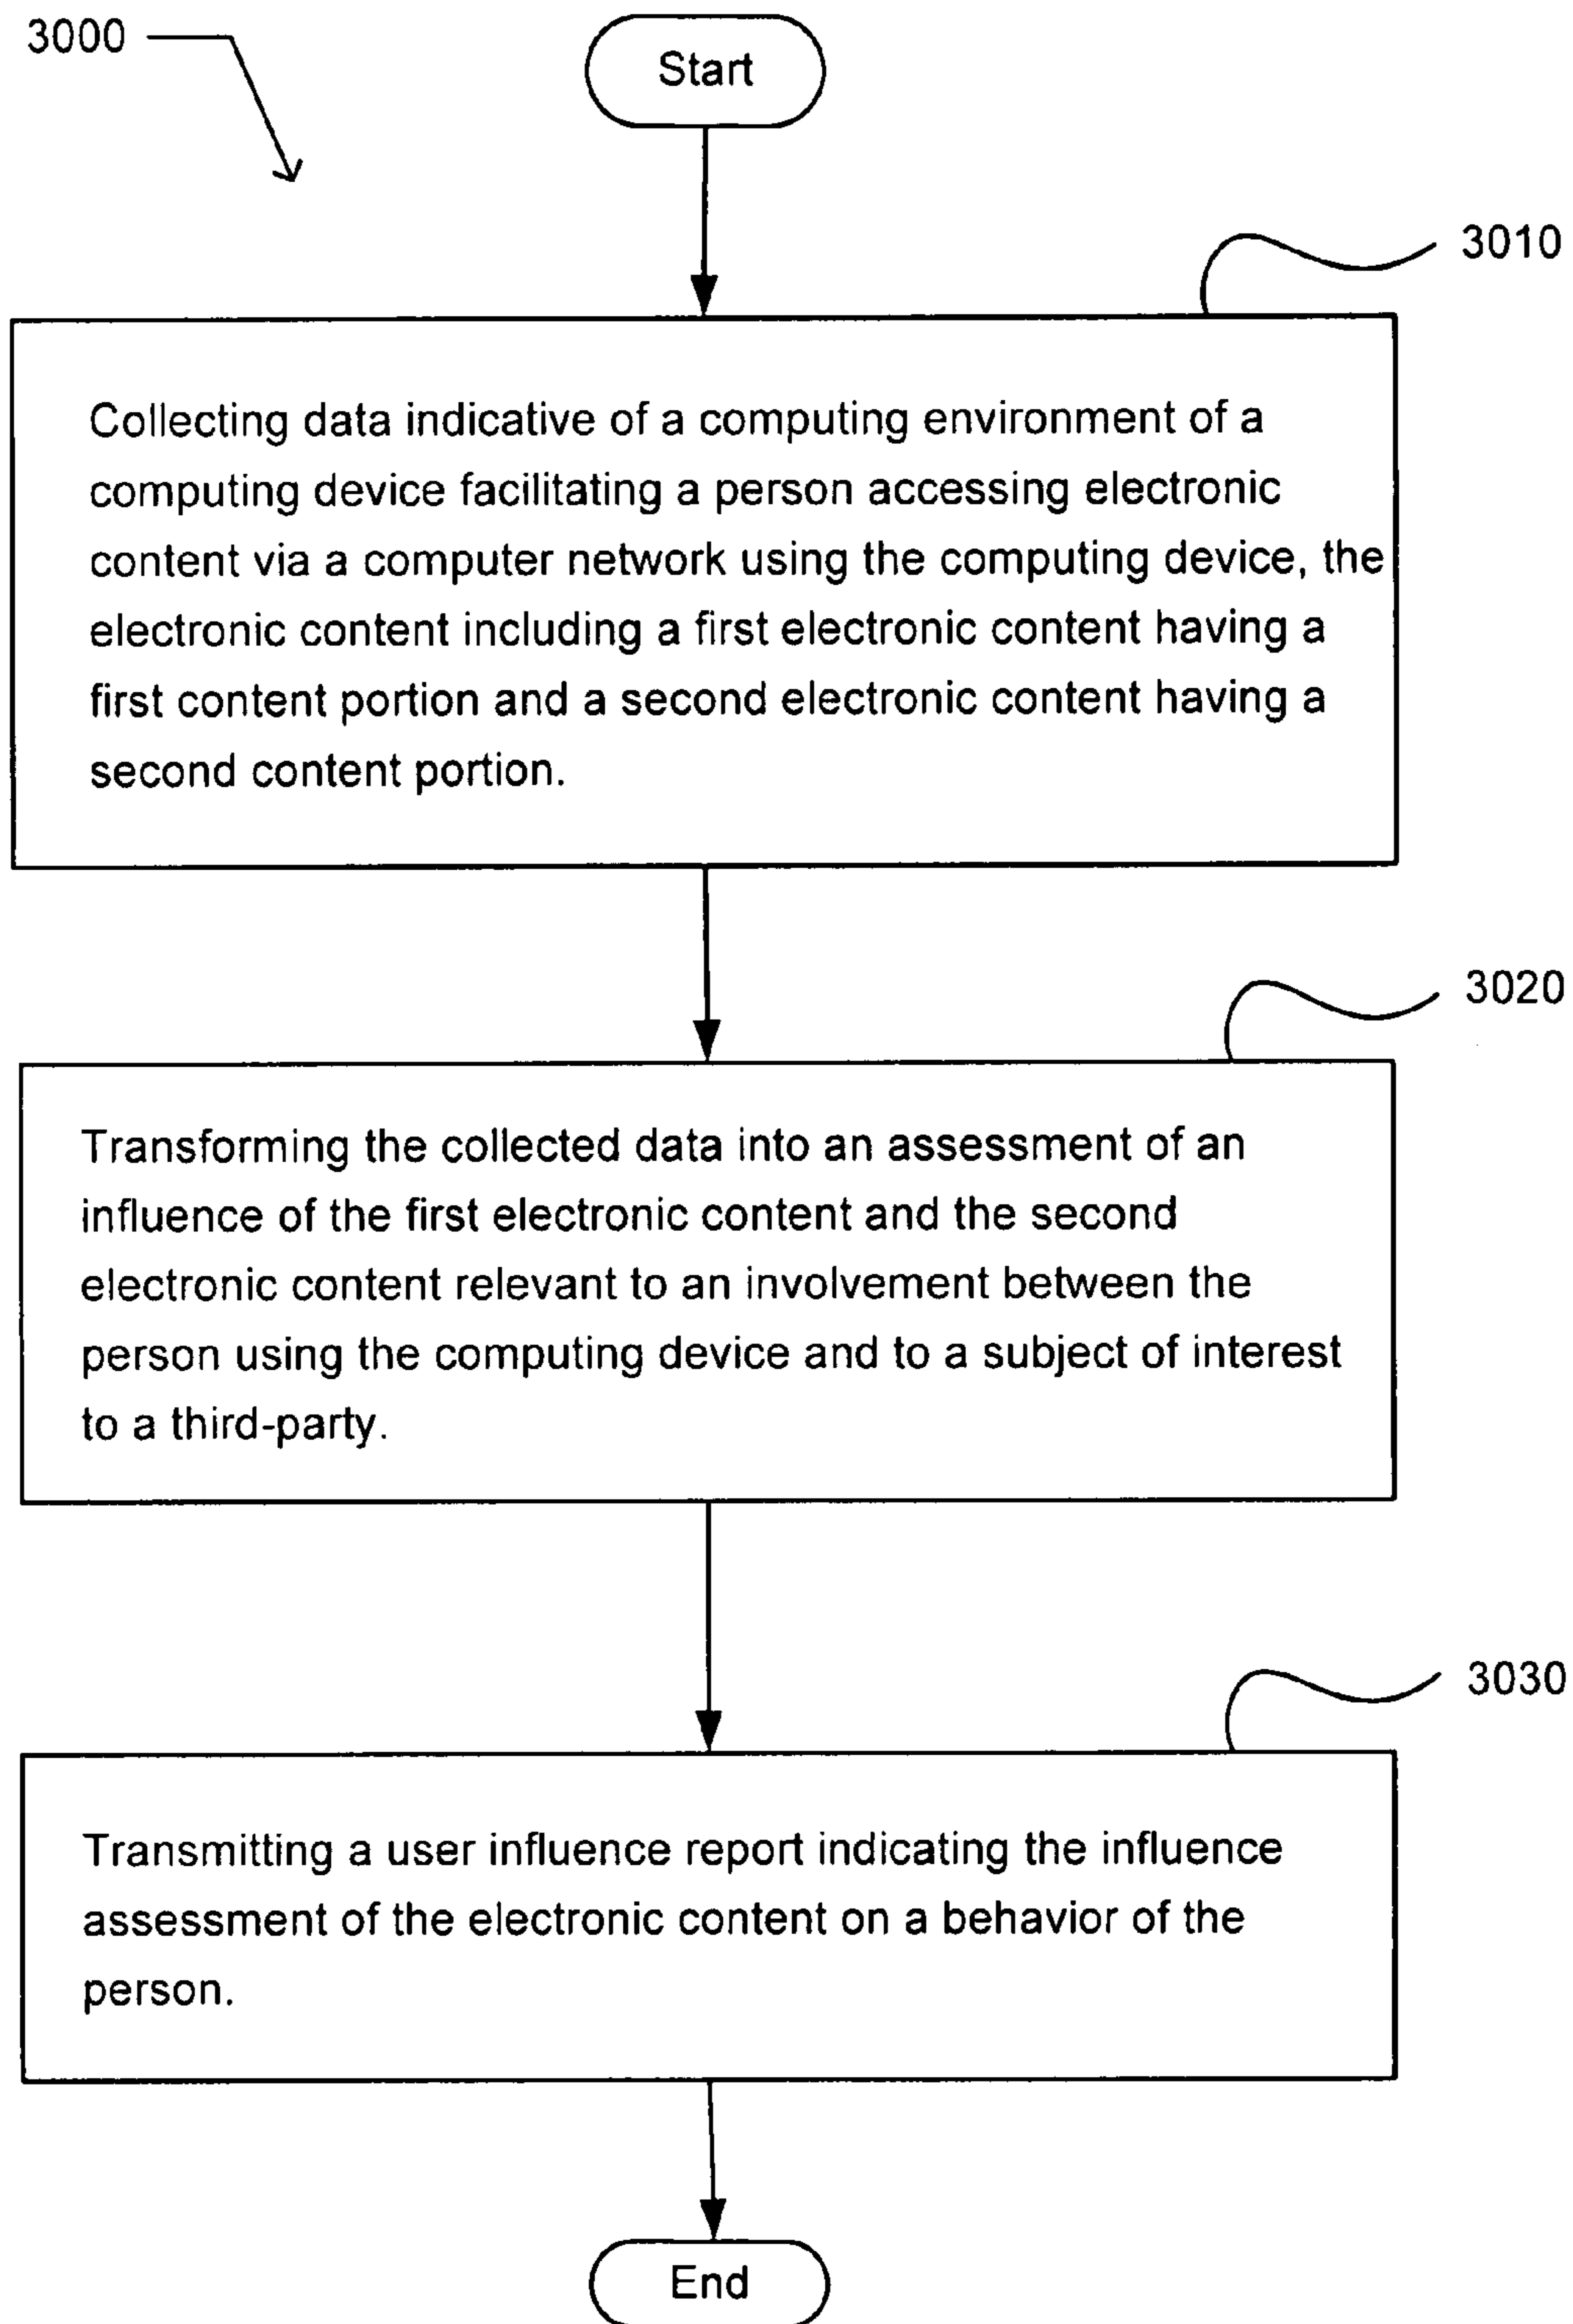 3000
Start
3010
Collecting data indicative of a computing environment of a
computing device facilitating a person accessing electronic
content via a computer network using the computing device, the
electronic content including a first electronic content having a
first content portion and a second electronic content having a
second content portion.
3020
Transforming the collected data into an assessment of an
influence of the first electronic content and the second
electronic content relevant to an involvement between the
person using the computing device and to a subject of interest
to a third-party.
3030
Transmitting a user influence report indicating the influence
assessment of the electronic content on a behavior of the
person.
End